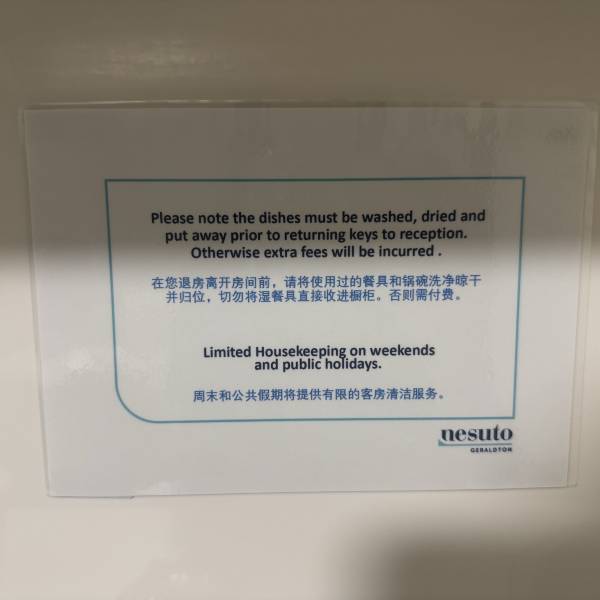 Please note the dishes must be washed, dried and
put away prior to returning keys to reception.
Otherwise extra fees will be incurred .
在您退房离开房间前，请将使用过的餐具和锅碗洗净晾干
并归位，切勿将湿餐具直接收进橱柜。否则需付费。
Limited Housekeeping on weekends
and public holidays.
周末和公共假期将提供有限的客房清洁服务。
nesuto
GERALDTON